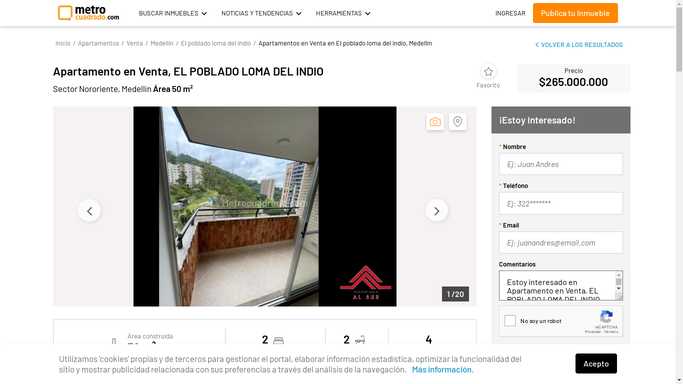 metro
cuadrado.com
BUSCAR INMUEBLES
NOTICIAS Y TENDENCIAS
HERRAMIENTAS
INGRESAR
Publica tu Inmueble
Inicio / Apartamentos / Venta / Medellín / El poblado loma del indio / Apartamentos en Venta en El poblado loma del indio, Medellín
VOLVER A LOS RESULTADOS
Apartamento en Venta, EL POBLADO LOMA DEL INDIO
Sector Nororiente, Medellín Área 50 m²
Favorito
Precio
$265.000.000
¡Estoy Interesado!
* Nombre
Ej: Juan Andres
* Teléfono
Ej: 322*******
* Email
Ej: juanandres@email.com
Comentarios
Estoy interesado en
Apartamento en Venta, EL
POBLADO LOMA DEL INDIO
No soy un robot
reCAPTCHA
Metrocuadrado.com
AL SUR
1 / 20
Área construida
2
2
4
Utilizamos 'cookies' propias y de terceros para gestionar el portal, elaborar información estadística, optimizar la funcionalidad del
sitio y mostrar publicidad relacionada con sus preferencias a través del análisis de la navegación. Más información.
Acepto